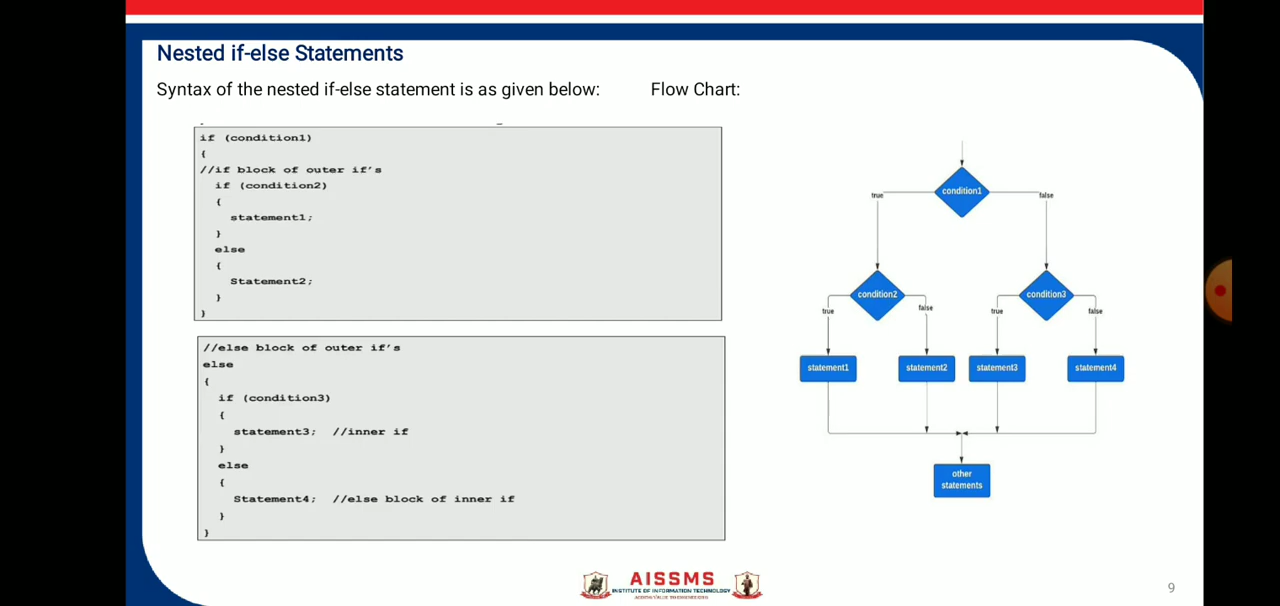 Nested if-else Statements
Syntax of the nested if-else statement is as given below:
Flow Chart:
if (condition1)
{
//if block of outer if's
if (condition2)
{
statement1;
}
else
{
Statement2;
}
}
//else block of outer if's
else
{
if (condition3)
{
statement3; //inner if
}
else
{
Statement4; //else block of inner if
}
}
condition1
true
false
condition2
condition3
true
false
true
false
statement1
statement2
statement3
statement4
other
statements
AISSMS
INSTITUTE OF INFORMATION TECHNOLOGY
9